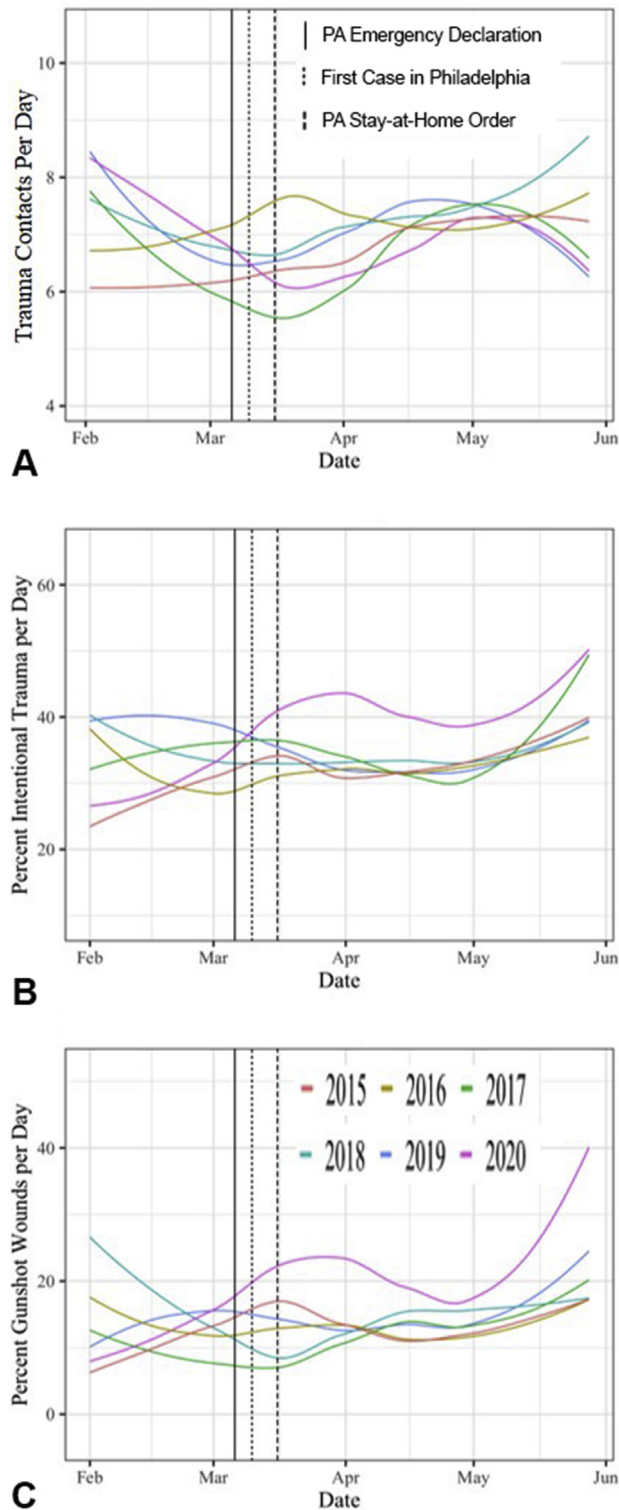 10
8
6
4
Trauma Contacts Per Day
PA Emergency Declaration
First Case in Philadelphia
PA Stay-at-Home Order
Feb Mar Apr May Jun
Date
A
60
40
20
Percent Intentional Trauma per Day
Feb Mar Apr May Jun
Date
B
40
20
0
Percent Gunshot Wounds per Day
2015 2016 2017
2018 2019 2020
Feb Mar Apr May Jun
Date
C